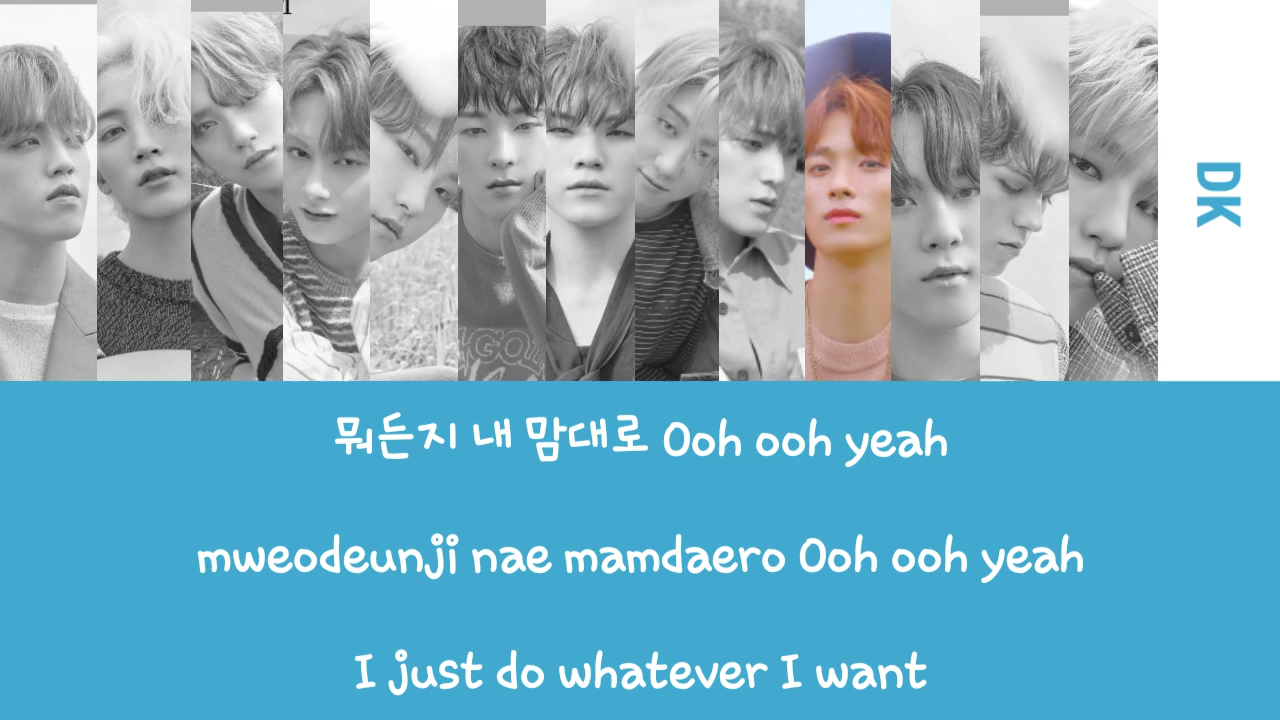 DK
뭐든지 내 맘대로 Ooh ooh yeah
mweodeunji nae mamdaero Ooh ooh yeah
I just do whatever I want